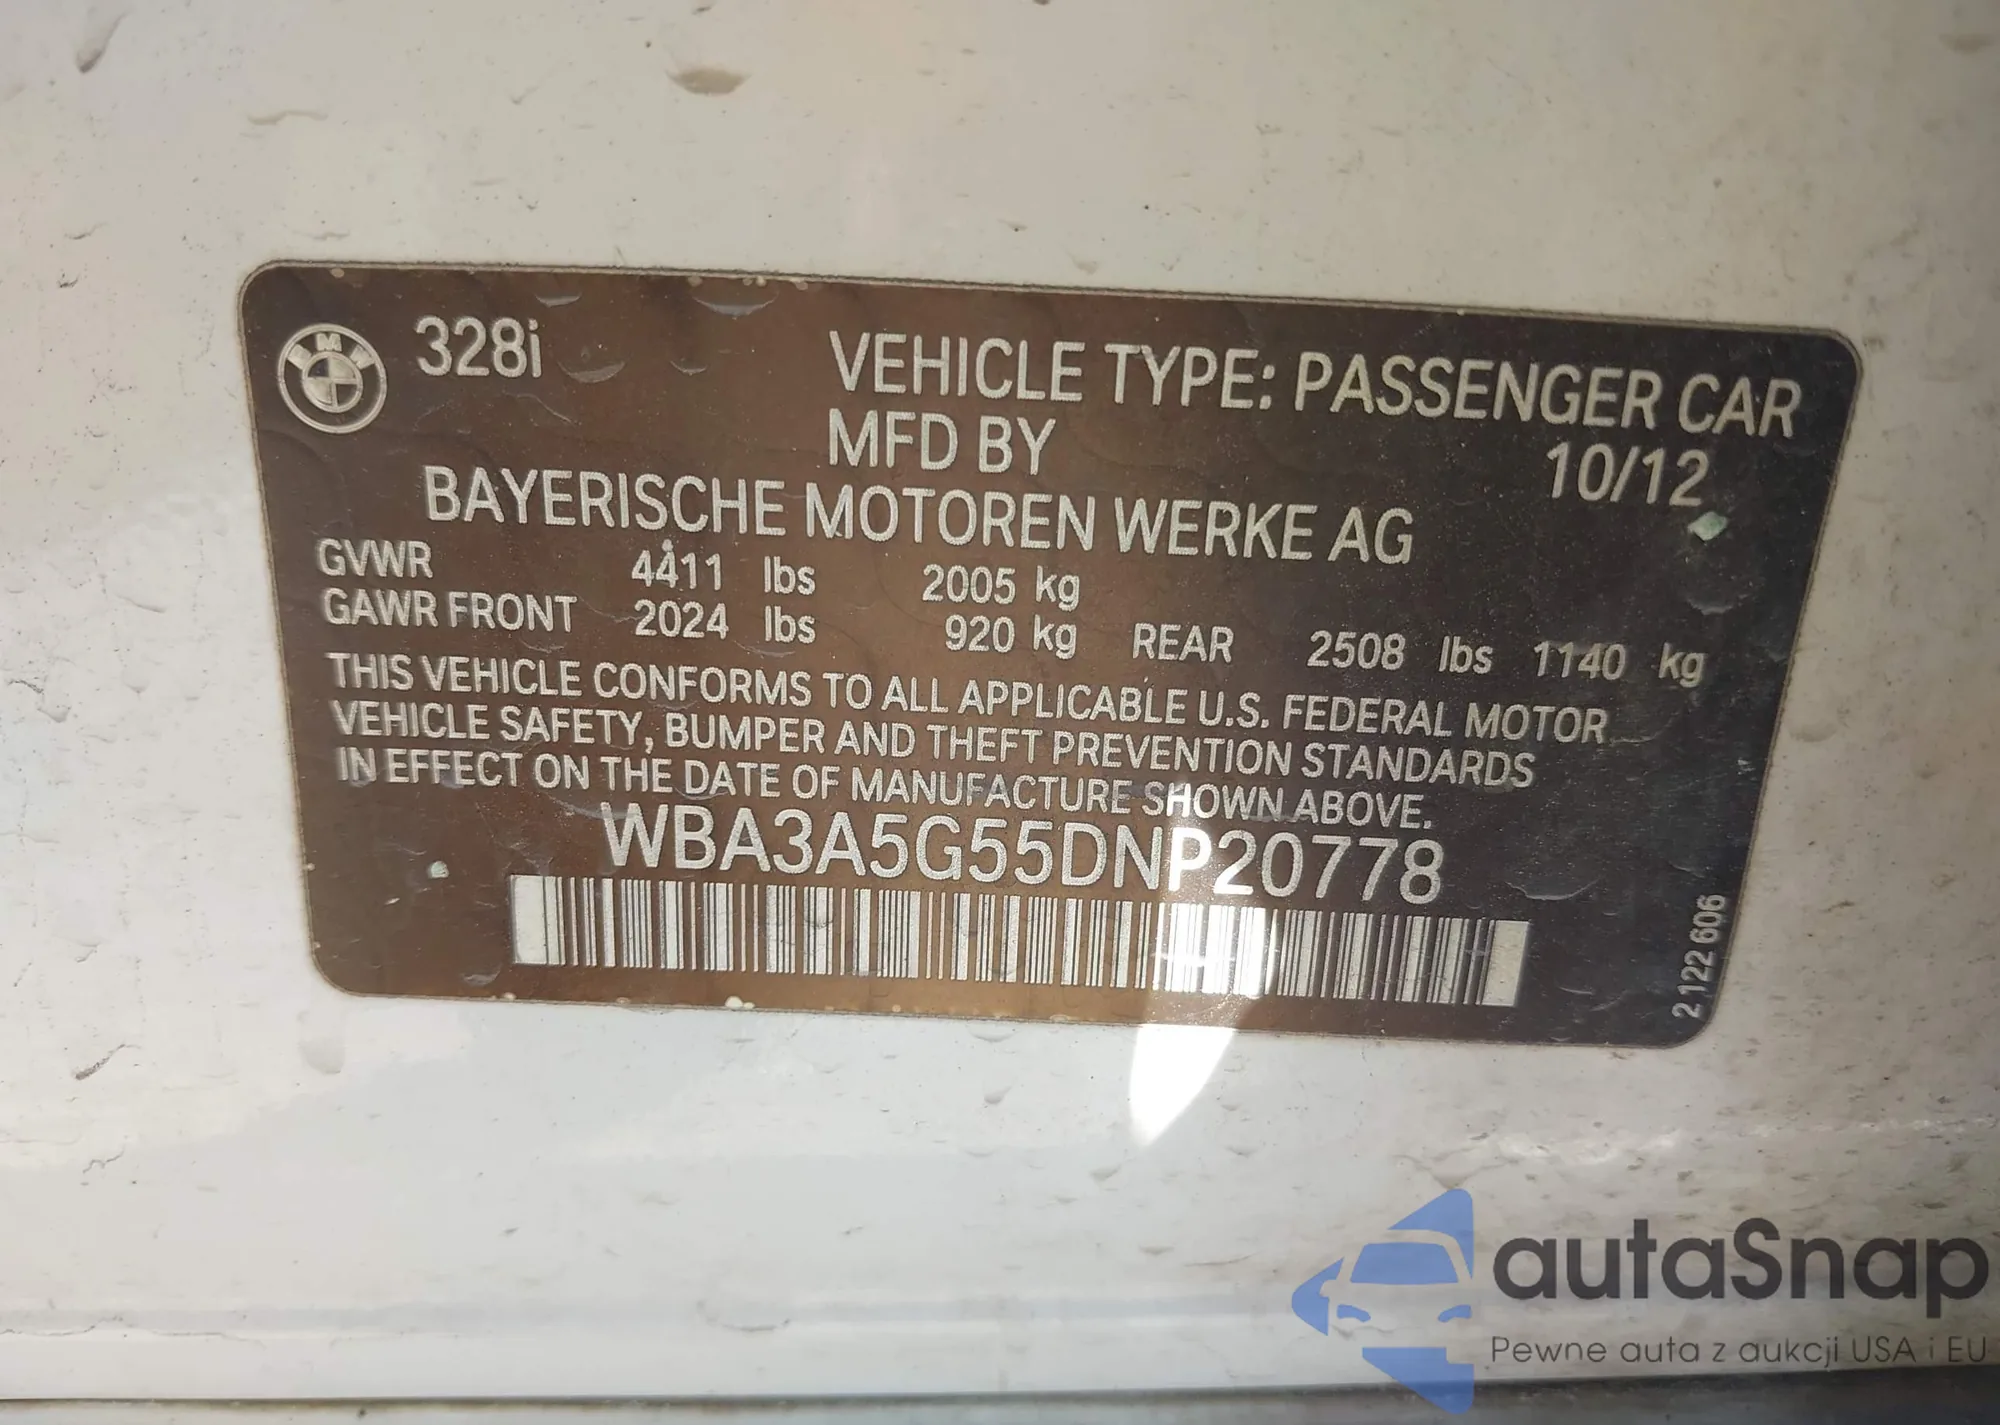 BMW
328i
VEHICLE TYPE: PASSENGER CAR
MFD BY
10/12
BAYERISCHE MOTOREN WERKE AG
GVWR 4411 lbs 2005 kg
GAWR FRONT 2024 lbs 920 kg REAR 2508 lbs 1140 kg
THIS VEHICLE CONFORMS TO ALL APPLICABLE U.S. FEDERAL MOTOR
VEHICLE SAFETY, BUMPER AND THEFT PREVENTION STANDARDS
IN EFFECT ON THE DATE OF MANUFACTURE SHOWN ABOVE.
WBA3A5G55DNP20778
2 122 606
autaSnap
Pewne auta z aukcji USA i EU